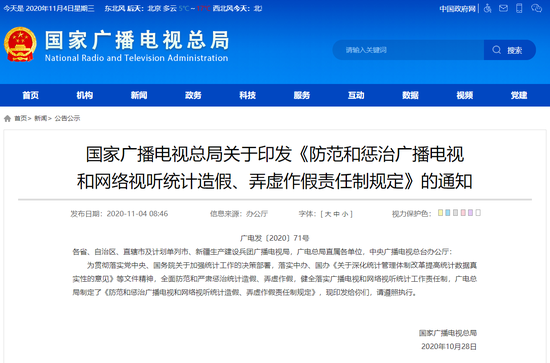 今天是 2020年11月4日星期三 东北风 后天：北京 多云 5℃ ~ 西北风 今天：北
中国政府网
国家广播电视总局
National Radio and Television Administration
请输入关键词
搜索
首页 机构 新闻 政务 科技 服务 互动 数据 视频 党建
首页> 新闻> 公告公示
国家广播电视总局关于印发《防范和惩治广播电视
和网络视听统计造假、弄虚作假责任制规定》的通知
发布日期：2020-11-04 08:46 信息来源：办公厅 字体：[ 大 中 小 ] 视力保护色：
广电发〔2020〕71号
各省、自治区、直辖市及计划单列市、新疆生产建设兵团广播电视局，广电总局直属各单位，中央广播电视总台办公厅：
为贯彻落实党中央、国务院关于加强统计工作的决策部署，落实中办、国办《关于深化统计管理体制改革提高统计数据真
实性的意见》等文件精神，全面防范和严肃惩治统计造假、弄虚作假，健全落实广播电视和网络视听统计工作责任制，广电总
局制定了《防范和惩治广播电视和网络视听统计造假、弄虚作假责任制规定》，现印发给你们，请遵照执行。
国家广播电视总局
2020年10月28日